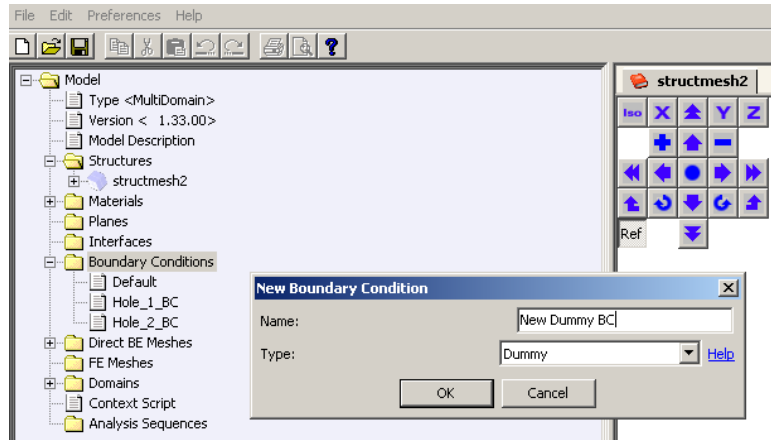 File Edit Preferences Help
Model
Type <MultiDomain>
Version < 1.33.00>
Model Description
Structures
structmesh2
Materials
Planes
Interfaces
Boundary Conditions
Default
Hole_1_BC
Hole_2_BC
Direct BE Meshes
FE Meshes
Domains
Context Script
Analysis Sequences
structmesh2
Iso X Y Z
Ref
New Boundary Condition
Name: New Dummy BC
Type: Dummy Help
OK Cancel